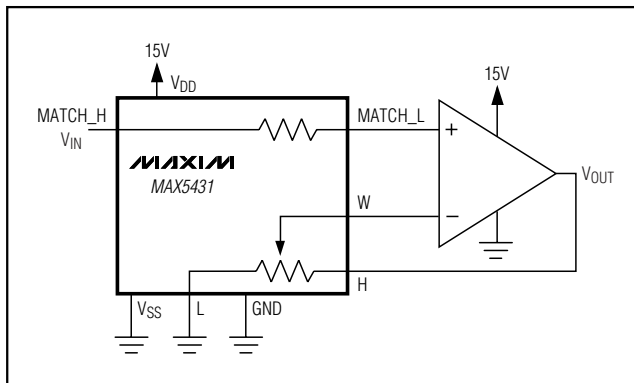 15V
V_DD
15V
MATCH_H
MATCH_L
V_IN
+
MAXIM
MAX5431
V_OUT
W
−
H
V_SS
L
GND